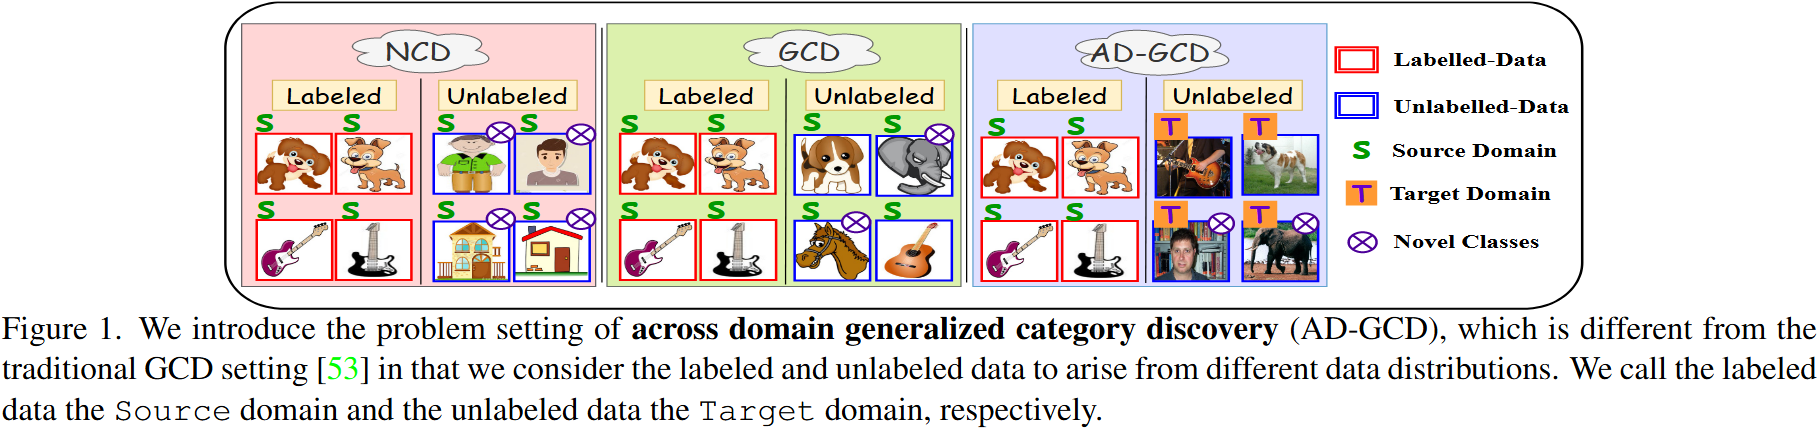 NCD
GCD
AD-GCD
Labeled
Unlabeled
Labeled
Unlabeled
Labeled
Unlabeled
S S S S
S S S S
S S T T
S S S S
S S S S
S S T T
Labelled-Data
Unlabelled-Data
S Source Domain
T Target Domain
Novel Classes
Figure 1. We introduce the problem setting of across domain generalized category discovery (AD-GCD), which is different from the
traditional GCD setting [53] in that we consider the labeled and unlabeled data to arise from different data distributions. We call the labeled
data the Source domain and the unlabeled data the Target domain, respectively.